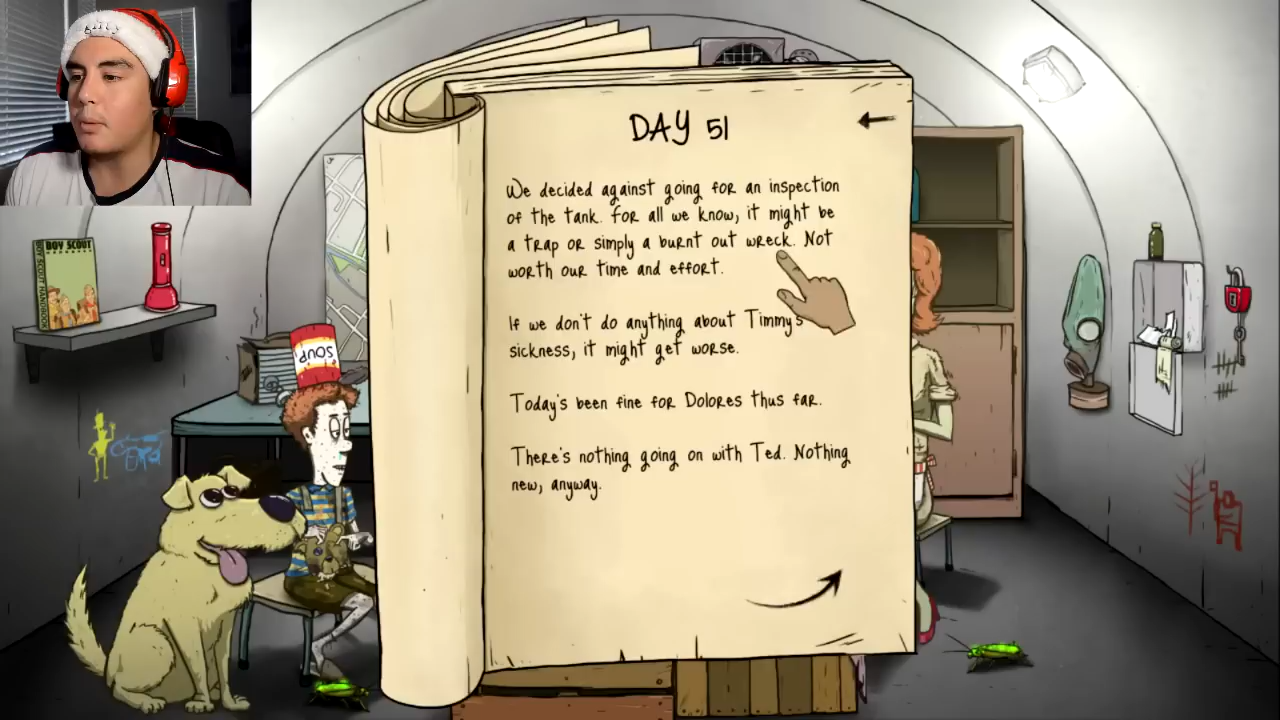 DAY 51
We decided against going for an inspection
of the tank. For all we know, it might be
a trap or simply a burnt out wreck. Not
worth our time and effort.
If we don't do anything about Timmy's
sickness, it might get worse.
Today's been fine for Dolores thus far.
There's nothing going on with Ted. Nothing
new, anyway.
BOY SCOUT
BOY SCOUT HANDBOOK
SOUP